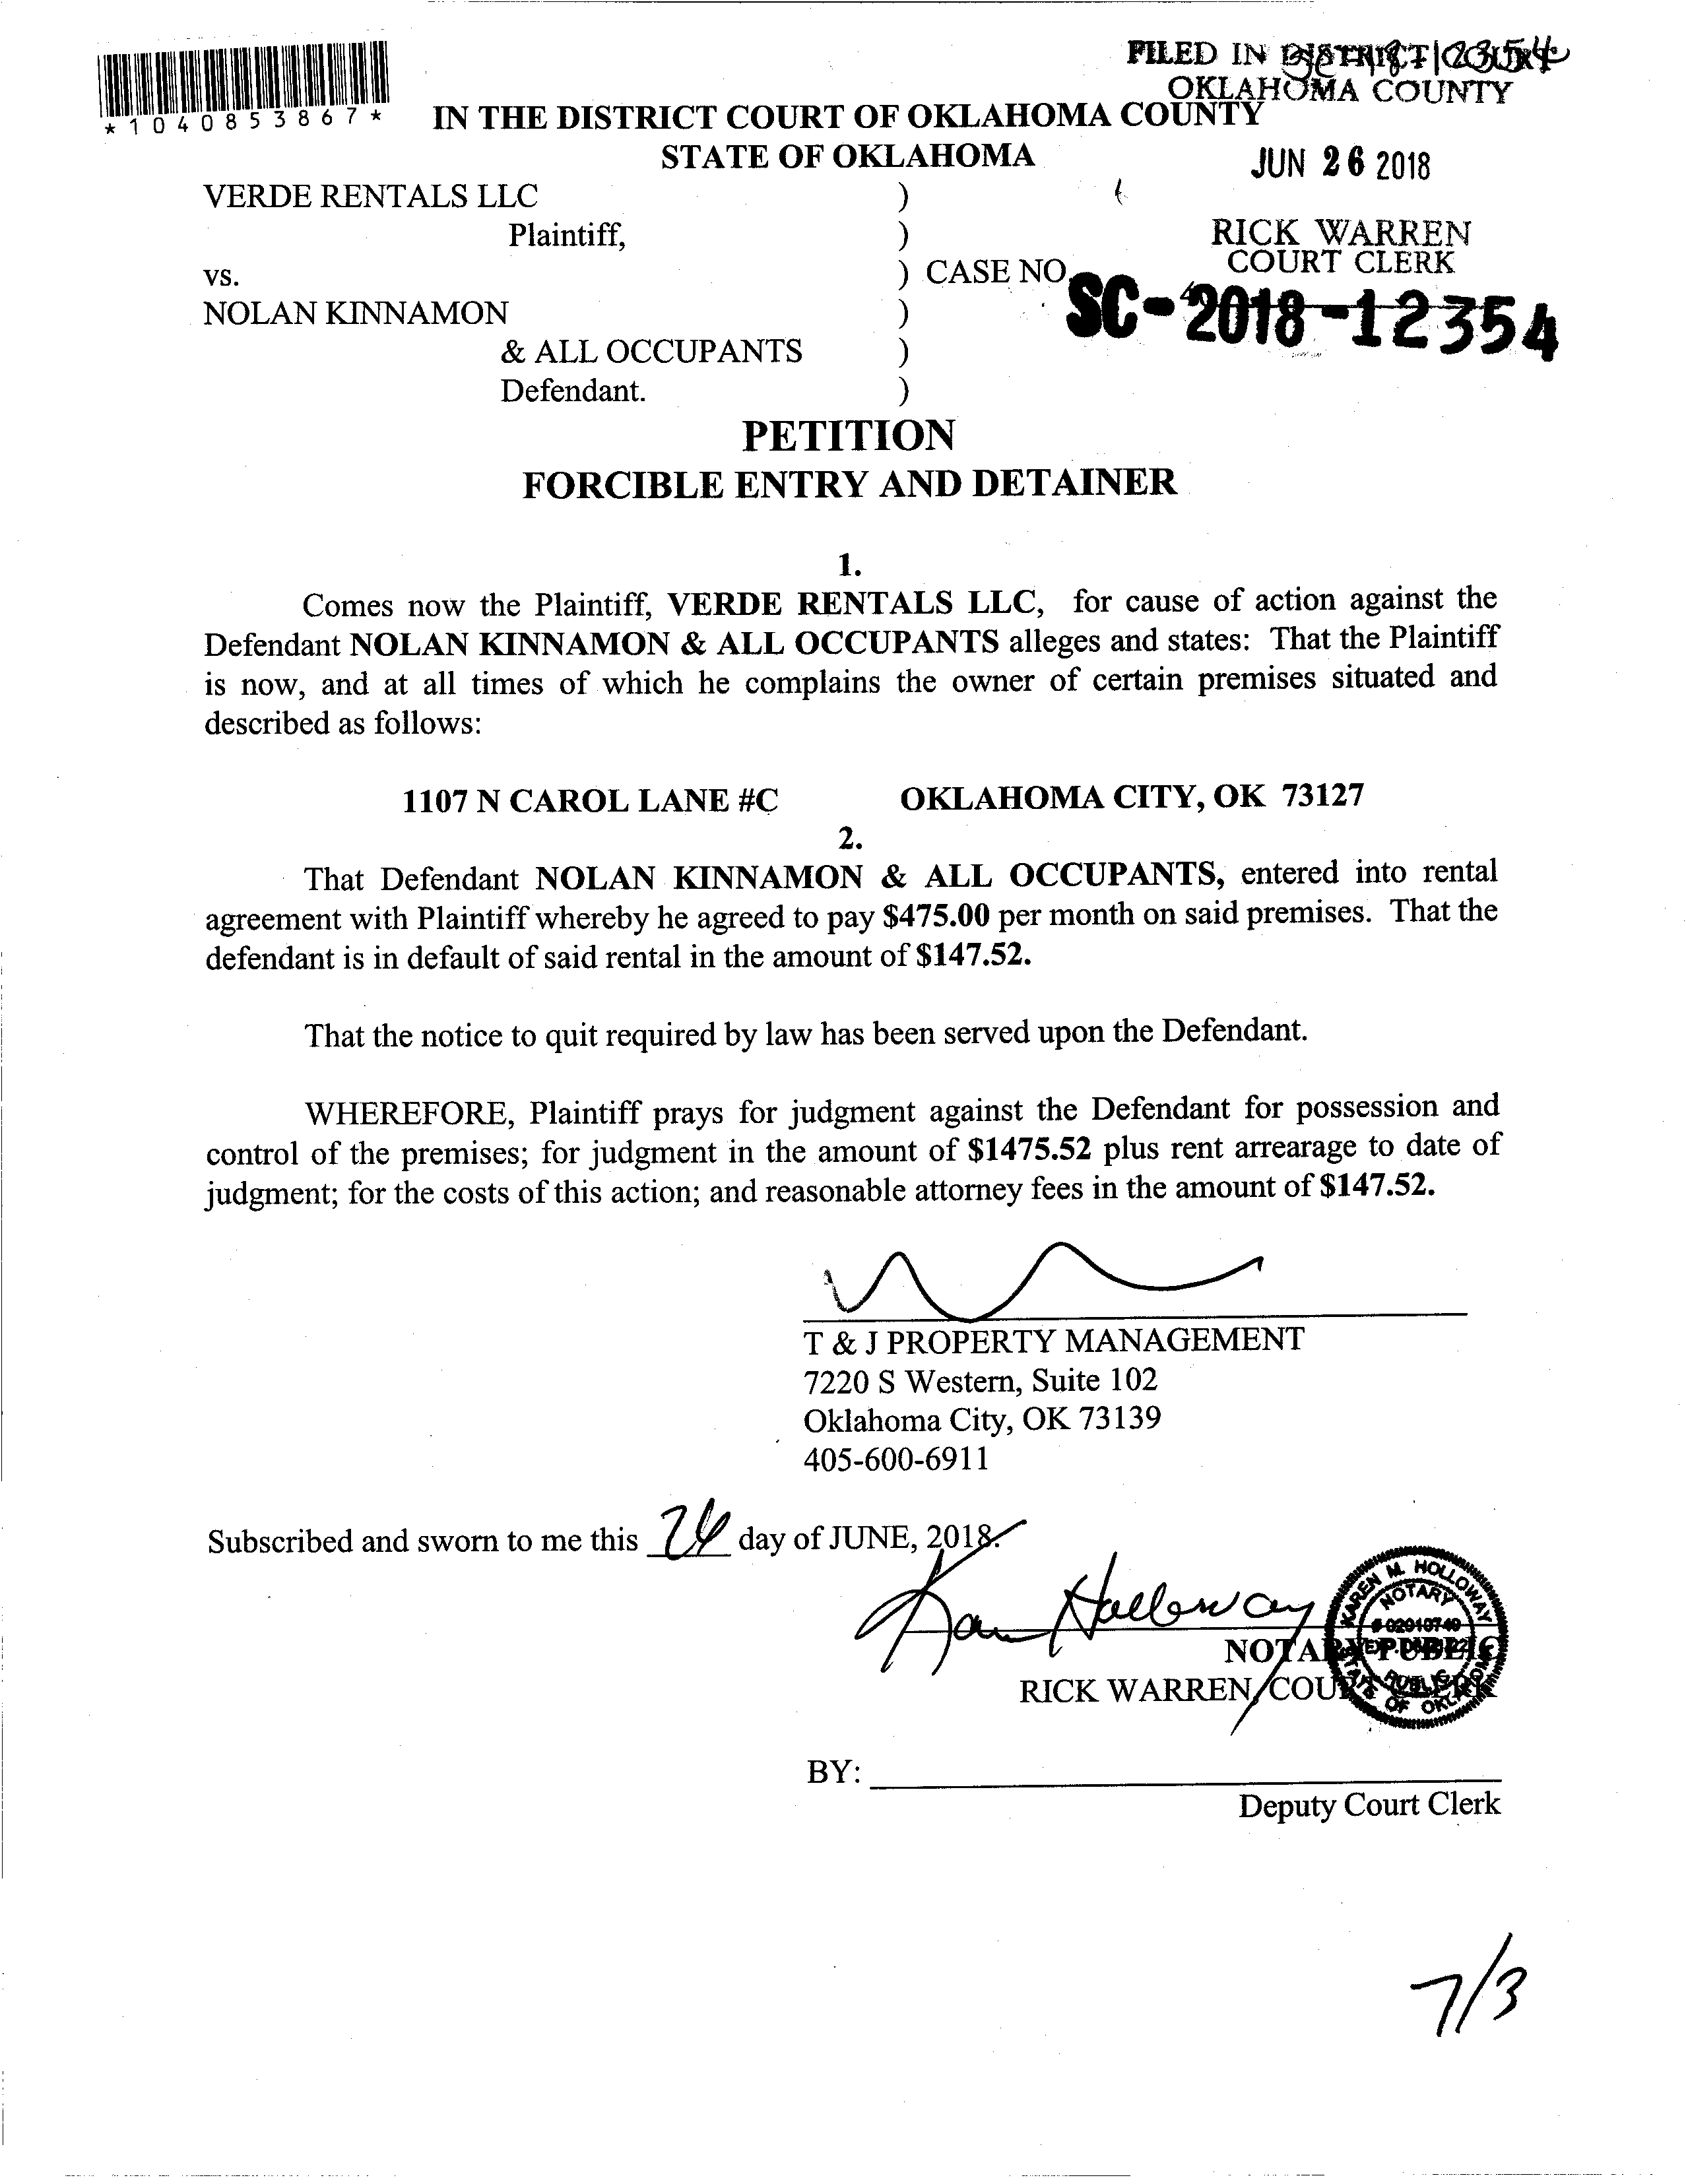 FILED IN DISTRICT COURT
OKLAHOMA COUNTY
*1040853867*
IN THE DISTRICT COURT OF OKLAHOMA COUNTY
STATE OF OKLAHOMA
JUN 26 2018
VERDE RENTALS LLC )
Plaintiff, )
RICK WARREN
COURT CLERK
vs. ) CASE NO.
SC-2018-12354
NOLAN KINNAMON )
& ALL OCCUPANTS )
Defendant. )
PETITION
FORCIBLE ENTRY AND DETAINER
1.
Comes now the Plaintiff, VERDE RENTALS LLC, for cause of action against the
Defendant NOLAN KINNAMON & ALL OCCUPANTS alleges and states: That the Plaintiff
is now, and at all times of which he complains the owner of certain premises situated and
described as follows:
1107 N CAROL LANE #C OKLAHOMA CITY, OK 73127
2.
That Defendant NOLAN KINNAMON & ALL OCCUPANTS, entered into rental
agreement with Plaintiff whereby he agreed to pay $475.00 per month on said premises. That the
defendant is in default of said rental in the amount of $147.52.
That the notice to quit required by law has been served upon the Defendant.
WHEREFORE, Plaintiff prays for judgment against the Defendant for possession and
control of the premises; for judgment in the amount of $1475.52 plus rent arrearage to date of
judgment; for the costs of this action; and reasonable attorney fees in the amount of $147.52.
T & J PROPERTY MANAGEMENT
7220 S Western, Suite 102
Oklahoma City, OK 73139
405-600-6911
Subscribed and sworn to me this day of JUNE, 2018.
Holloway
KAREN M. HOLLOWAY
NOTARY
# 02010749
PUBLIC
STATE OF OKLAHOMA
NOTARY PUBLIC
RICK WARREN, COURT CLERK
BY:
Deputy Court Clerk
7/3